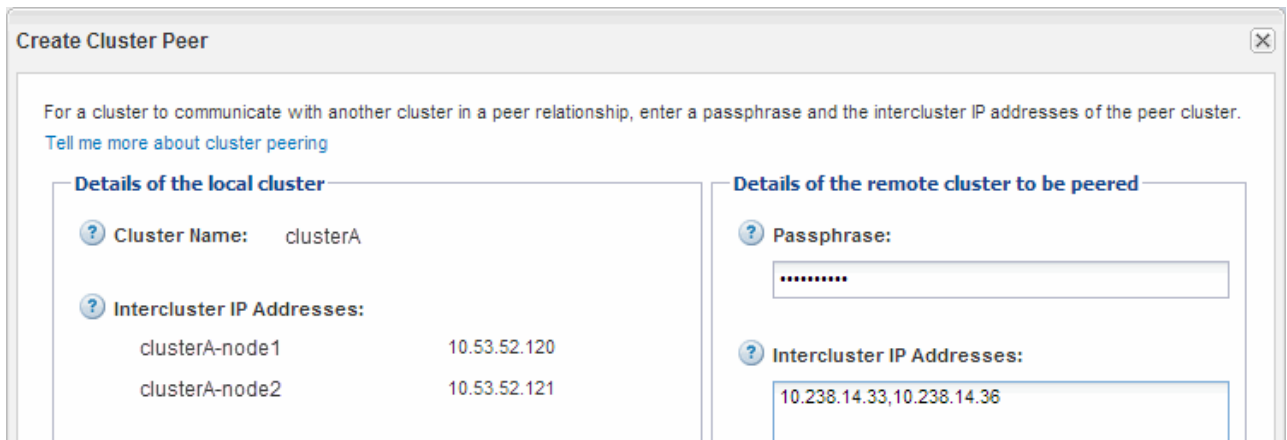 Create Cluster Peer
For a cluster to communicate with another cluster in a peer relationship, enter a passphrase and the intercluster IP addresses of the peer cluster.
Tell me more about cluster peering
Details of the local cluster
? Cluster Name: clusterA
? Intercluster IP Addresses:
clusterA-node1 10.53.52.120
clusterA-node2 10.53.52.121
Details of the remote cluster to be peered
? Passphrase:
••••••••••
? Intercluster IP Addresses:
10.238.14.33,10.238.14.36